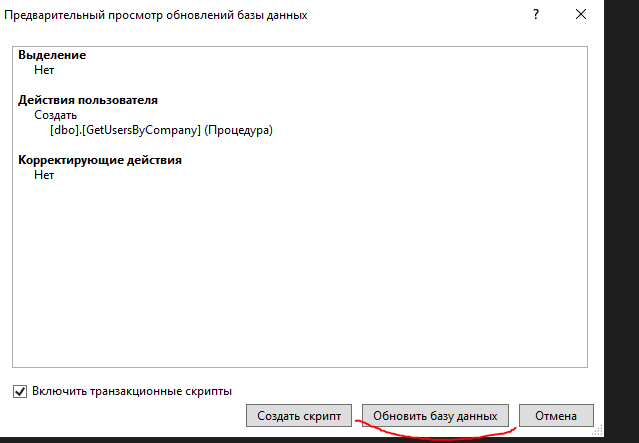 Предварительный просмотр обновлений базы данных
?
Выделение
Нет
Действия пользователя
Создать
[dbo].[GetUsersByCompany] (Процедура)
Корректирующие действия
Нет
Включить транзакционные скрипты
Создать скрипт
Обновить базу данных
Отмена